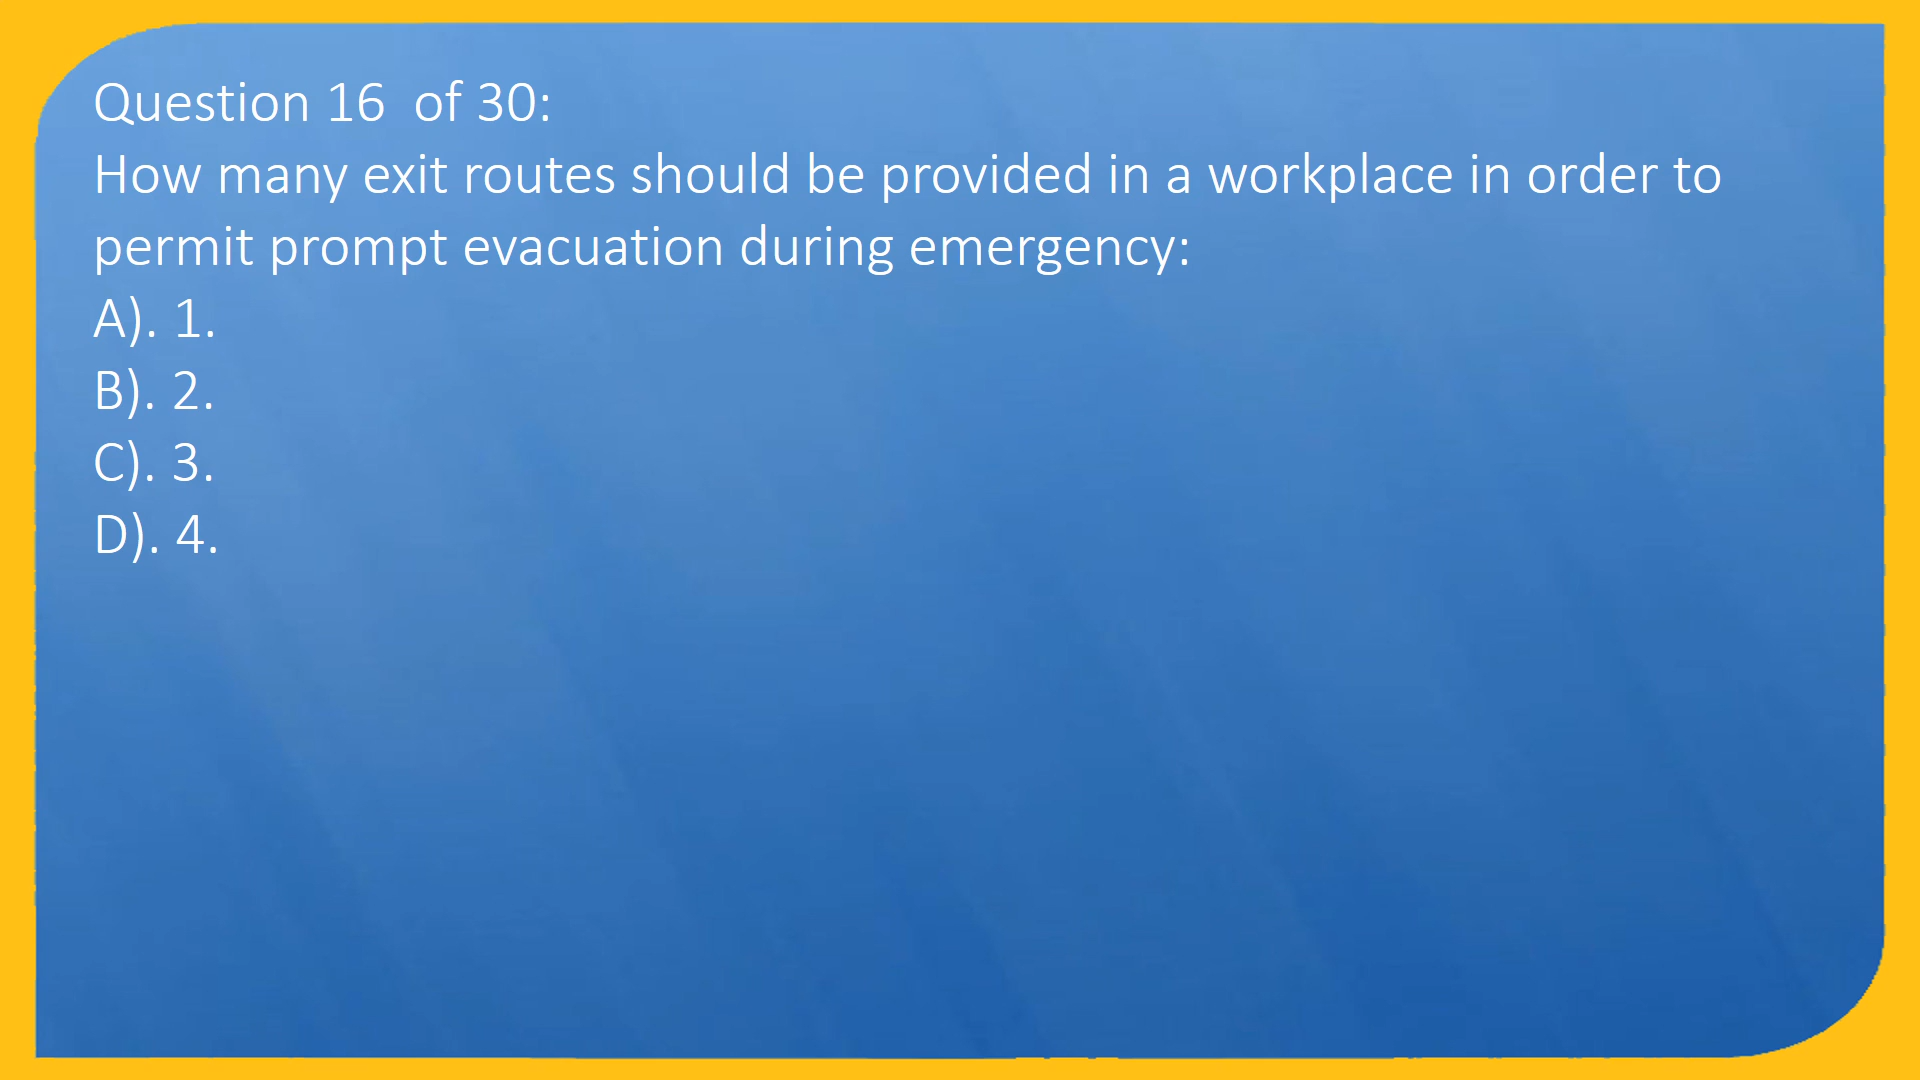 Question 16  of 30:
How many exit routes should be provided in a workplace in order to
permit prompt evacuation during emergency:
A). 1.
B). 2.
C). 3.
D). 4.